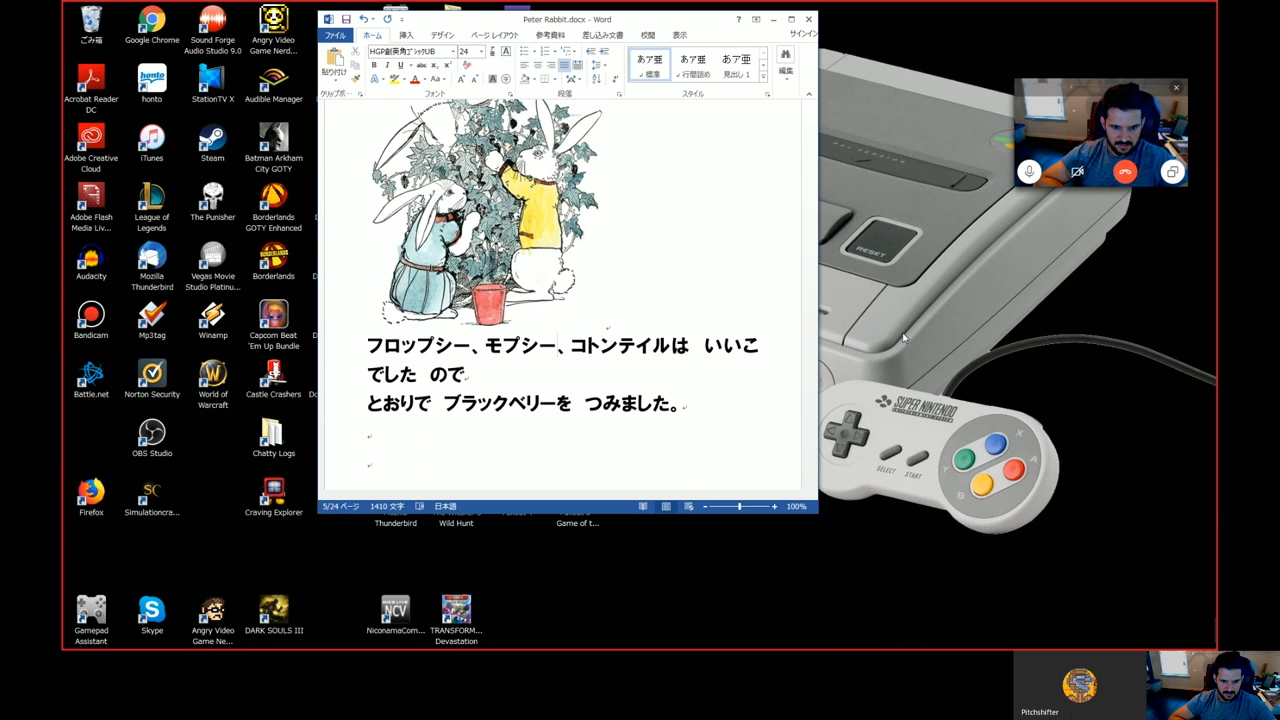 Peter Rabbit.docx - Word
サインイン
ファイル
ホーム
挿入
デザイン
ページ レイアウト
参考資料
差し込み文書
校閲
表示
HGP創英角ゴシックUB
24
貼り付け
クリップボ...
フォント
段落
スタイル
あア亜
標準
あア亜
行間詰め
あア亜
見出し 1
編集
フロップシー、モプシー、コトンテイルは　いいこ
でした　ので
とおりで　ブラックベリーを　つみました。
5/24 ページ
1410 文字
日本語
100%
ごみ箱
Google Chrome
Sound Forge
Audio Studio 9.0
Angry Video
Game Nerd...
Acrobat Reader
DC
honto
StationTV X
Audible Manager
Adobe Creative
Cloud
iTunes
Steam
Batman Arkham
City GOTY
Adobe Flash
Media Liv...
League of
Legends
The Punisher
Borderlands
GOTY Enhanced
Audacity
Mozilla
Thunderbird
Vegas Movie
Studio Platinu...
Borderlands
Bandicam
Mp3tag
Winamp
Capcom Beat
'Em Up Bundle
Battle.net
Norton Security
World of
Warcraft
Castle Crashers
OBS Studio
Chatty Logs
Firefox
Simulationcra...
Craving Explorer
Thunderbird
Wild Hunt
Game of t...
Gamepad
Assistant
Skype
Angry Video
Game Ne...
DARK SOULS III
NCV
NiconamaCom...
TRANSFORM...
Devastation
RESET
SUPER NINTENDO
ENTERTAINMENT SYSTEM
SELECT
START
X
Y
A
B
Pitchshifter